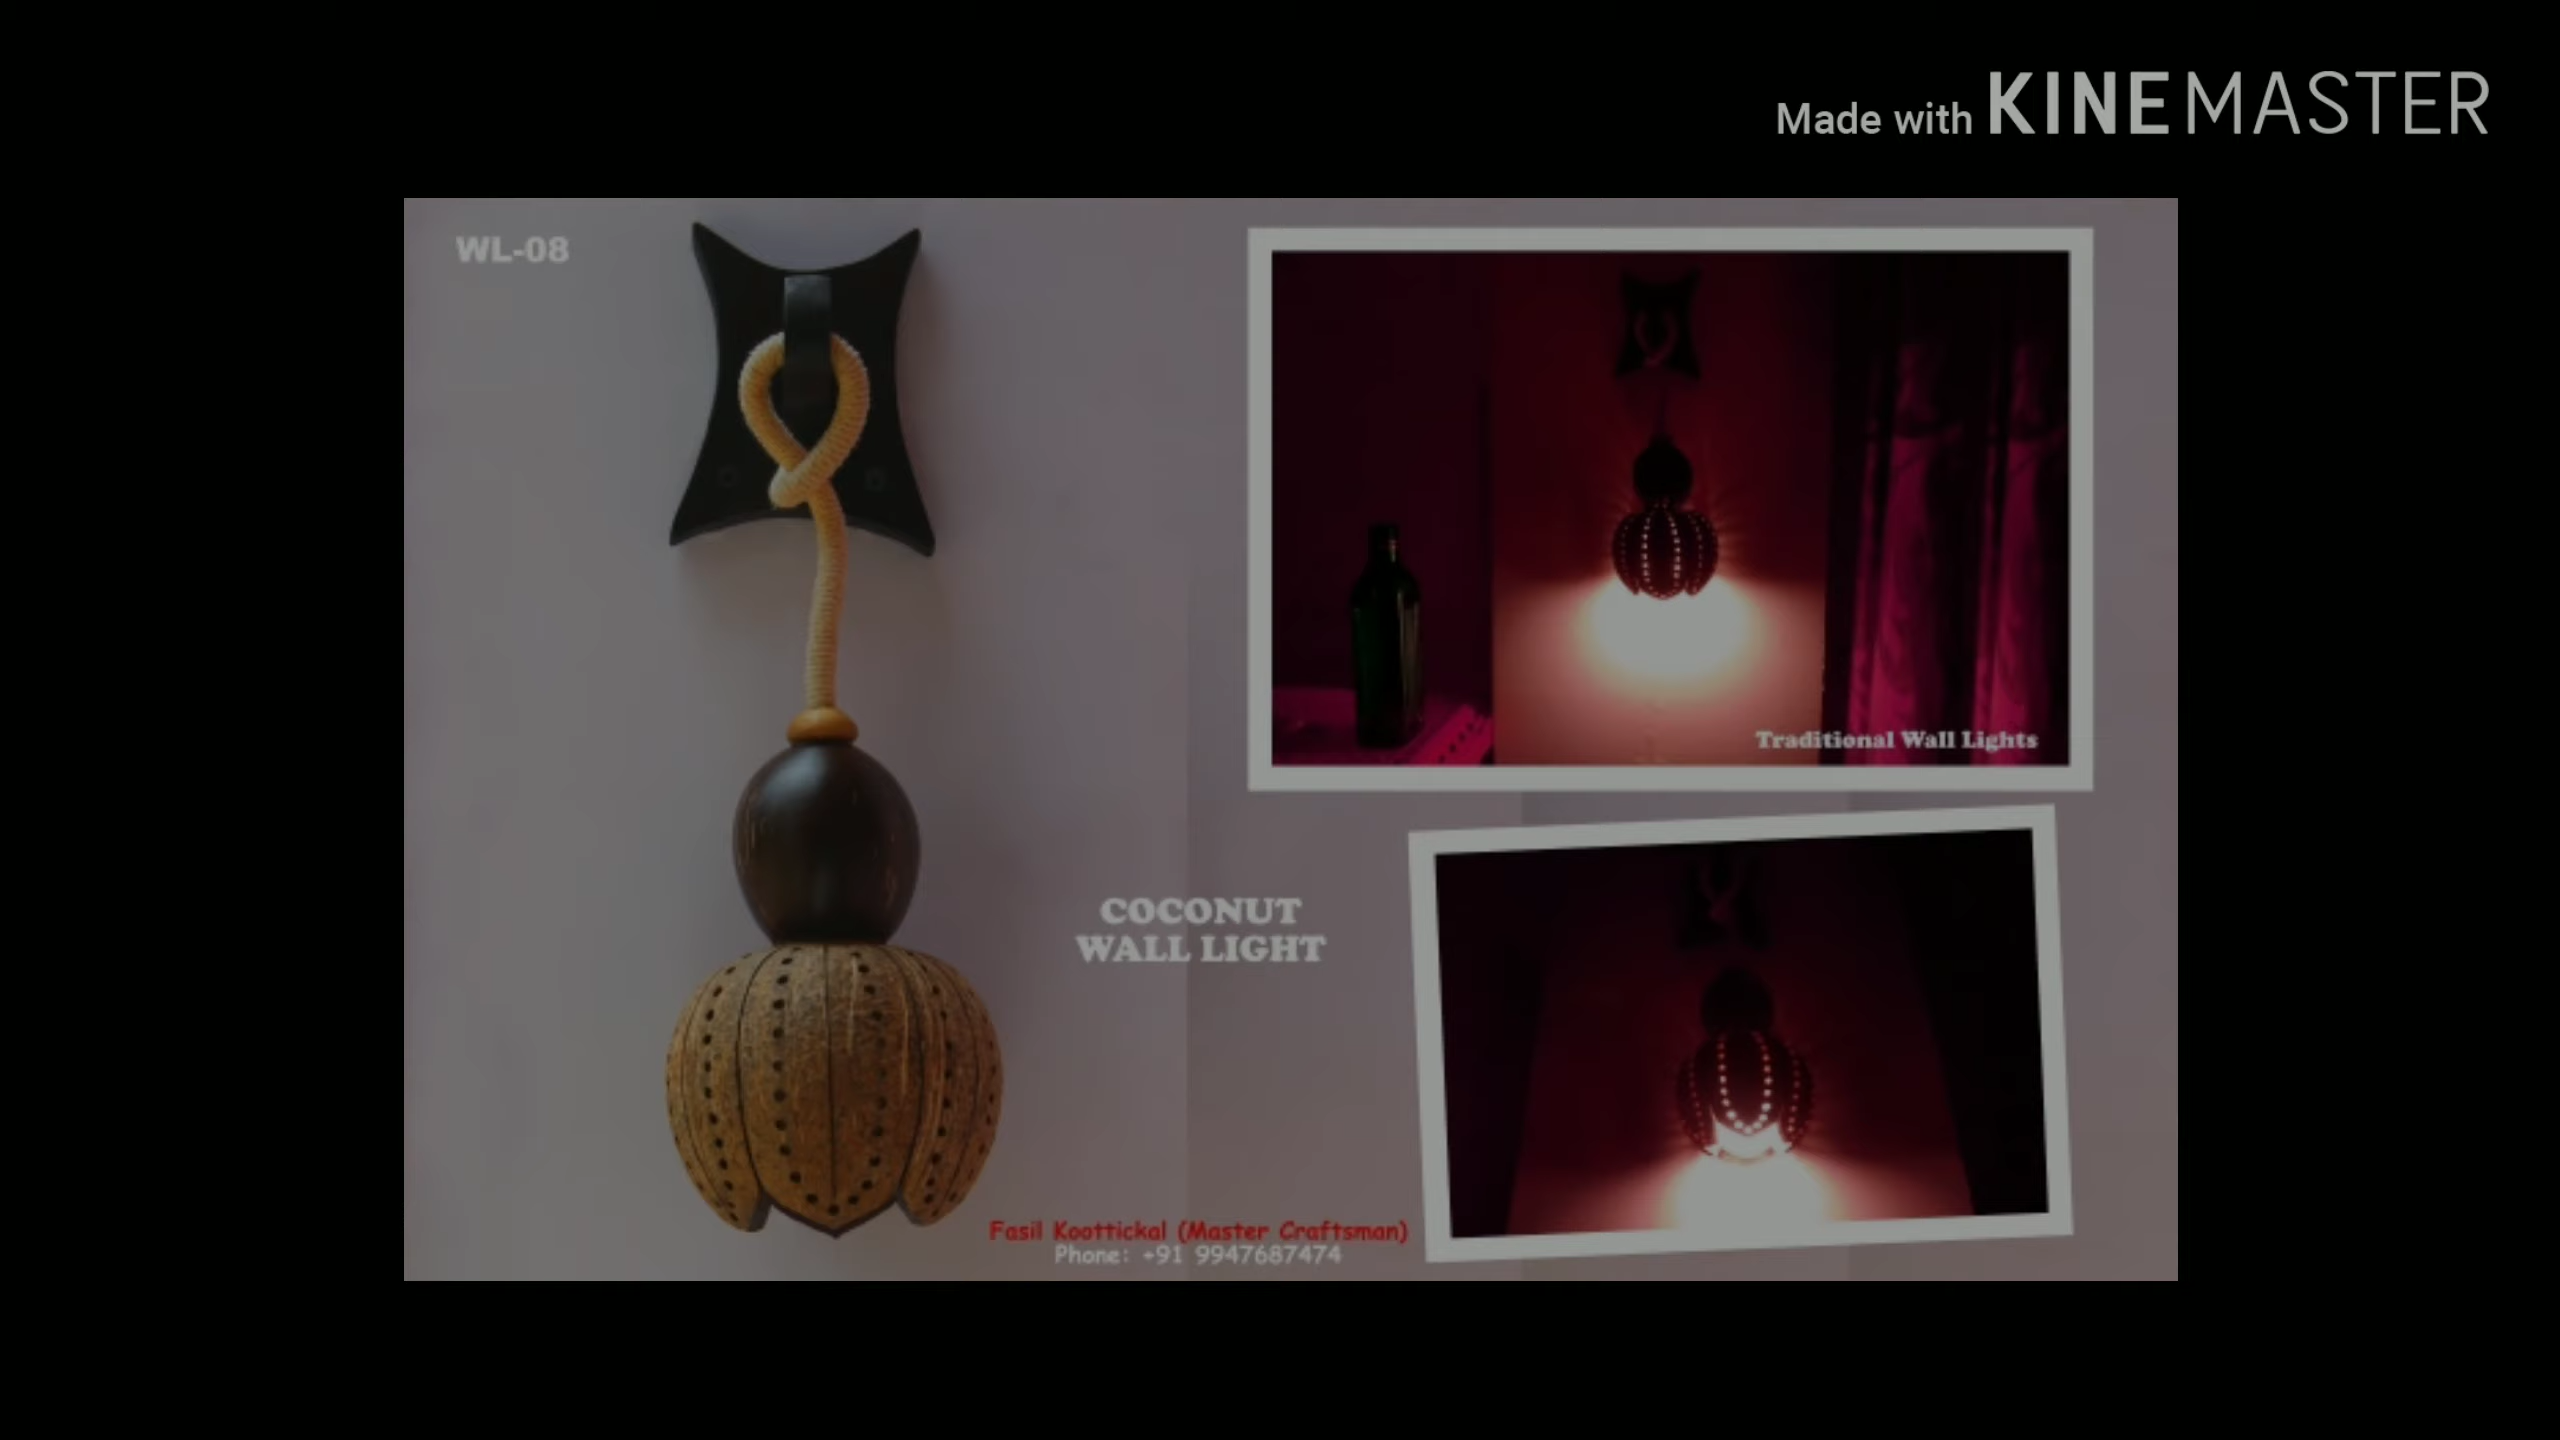 Made with KINEMASTER
WL-08
Traditional Wall Lights
COCONUT
WALL LIGHT
Fasil Koottickal (Master Craftsman)
Phone: +91 9947687474